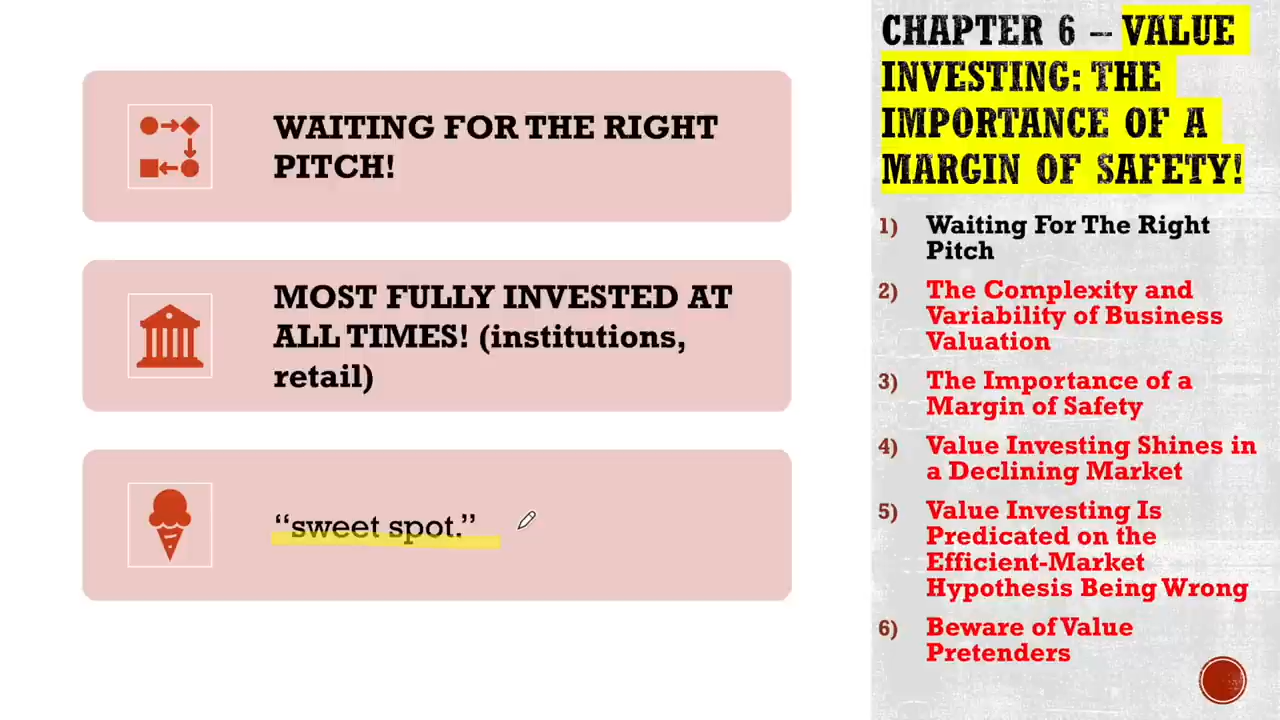 WAITING FOR THE RIGHT
PITCH!
MOST FULLY INVESTED AT
ALL TIMES! (institutions,
retail)
“sweet spot.”
CHAPTER 6 – VALUE
INVESTING: THE
IMPORTANCE OF A
MARGIN OF SAFETY!
1) Waiting For The Right
Pitch
2) The Complexity and
Variability of Business
Valuation
3) The Importance of a
Margin of Safety
4) Value Investing Shines in
a Declining Market
5) Value Investing Is
Predicated on the
Efficient-Market
Hypothesis Being Wrong
6) Beware of Value
Pretenders